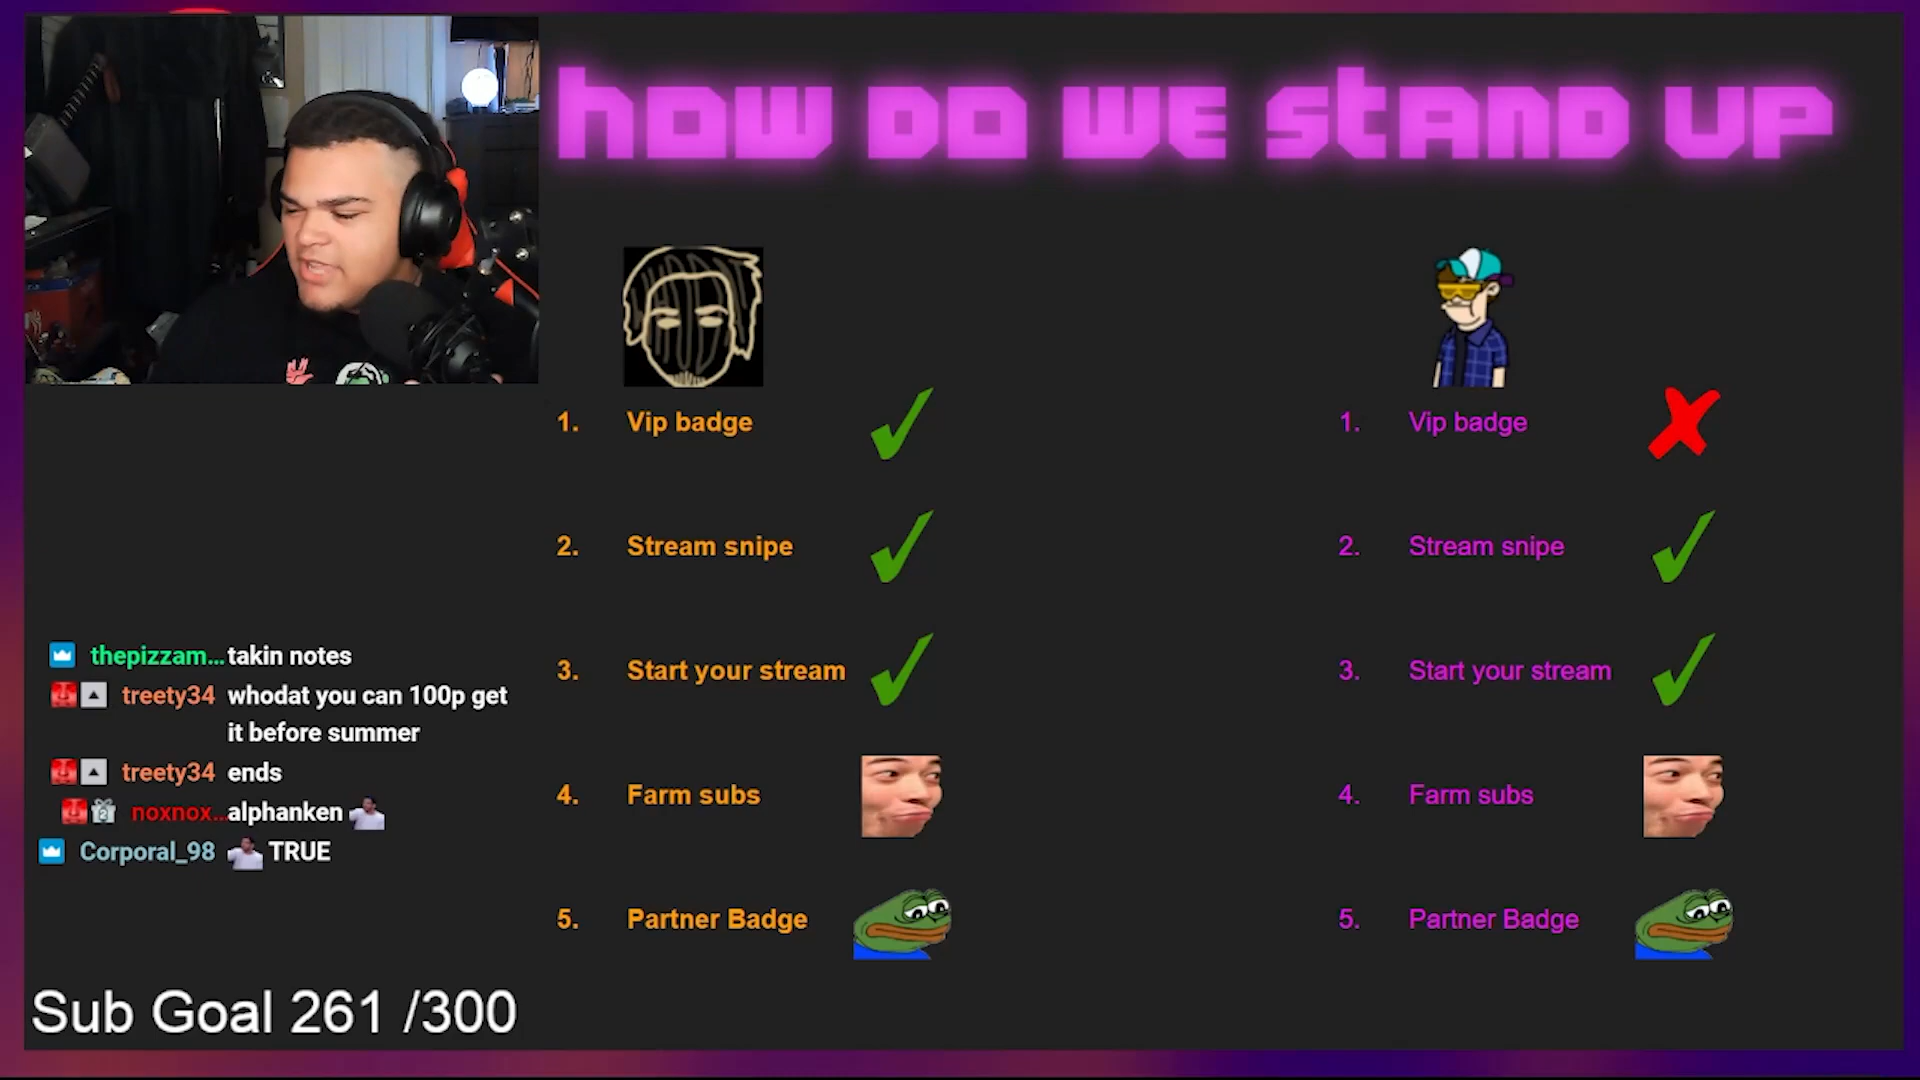 HOW DO WE STAND UP
1. Vip badge
2. Stream snipe
3. Start your stream
4. Farm subs
5. Partner Badge
1. Vip badge
2. Stream snipe
3. Start your stream
4. Farm subs
5. Partner Badge
thepizzam... takin notes
treety34 whodat you can 100p get
it before summer
treety34 ends
noxnox... alphanken
Corporal_98 TRUE
Sub Goal 261 /300